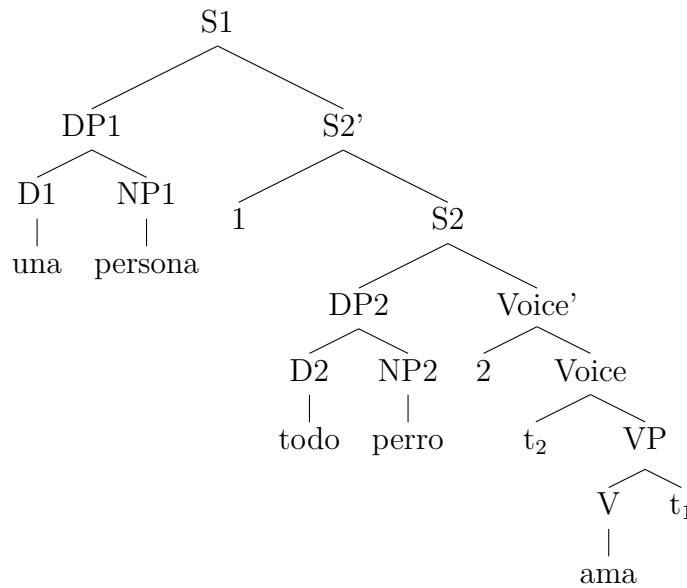 S1
DP1 S2'
D1 NP1 1 S2
una persona DP2 Voice'
D2 NP2 2 Voice
todo perro t2 VP
V t1
ama